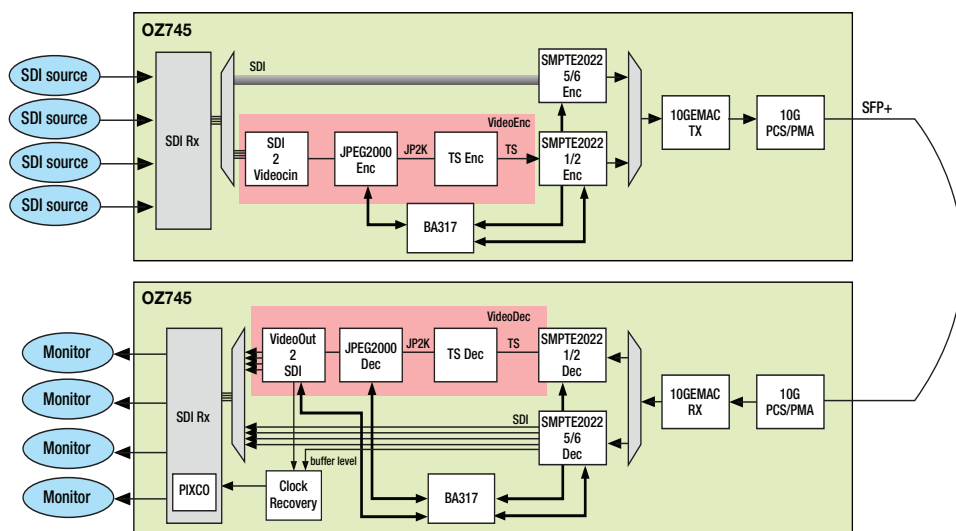 OZ745
SDI source
SDI source
SDI source
SDI source
SDI Rx
SDI
SMPTE2022
5/6
Enc
VideoEnc
SDI
2
Videocin
JPEG2000
Enc
JP2K
TS Enc
TS
SMPTE2022
1/2
Enc
BA317
10GEMAC
TX
10G
PCS/PMA
SFP+
OZ745
Monitor
Monitor
Monitor
Monitor
SDI Rx
PIXCO
VideoDec
VideoOut
2
SDI
JPEG2000
Dec
JP2K
TS Dec
TS
SMPTE2022
1/2
Dec
SDI
SMPTE2022
5/6
Dec
buffer level
Clock
Recovery
BA317
10GEMAC
RX
10G
PCS/PMA